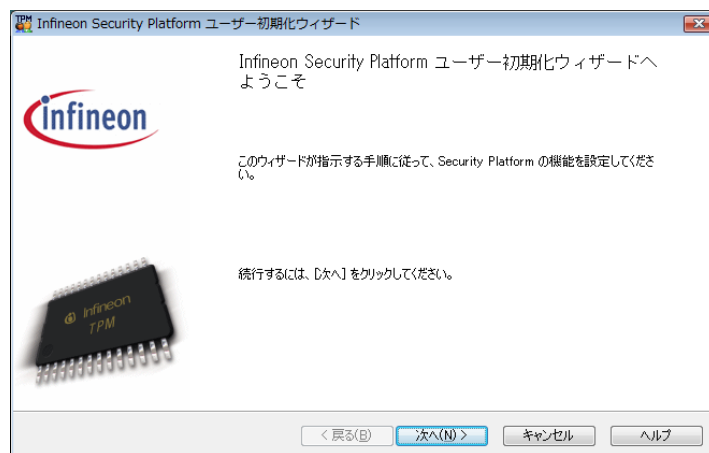 TPM
Infineon Security Platform ユーザー初期化ウィザード
Infineon Security Platform ユーザー初期化ウィザードへ
ようこそ
infineon
このウィザードが指示する手順に従って、Security Platform の機能を設定してくださ
い。
続行するには、[次へ] をクリックしてください。
Infineon
TPM
< 戻る(B)
次へ(N) >
キャンセル
ヘルプ